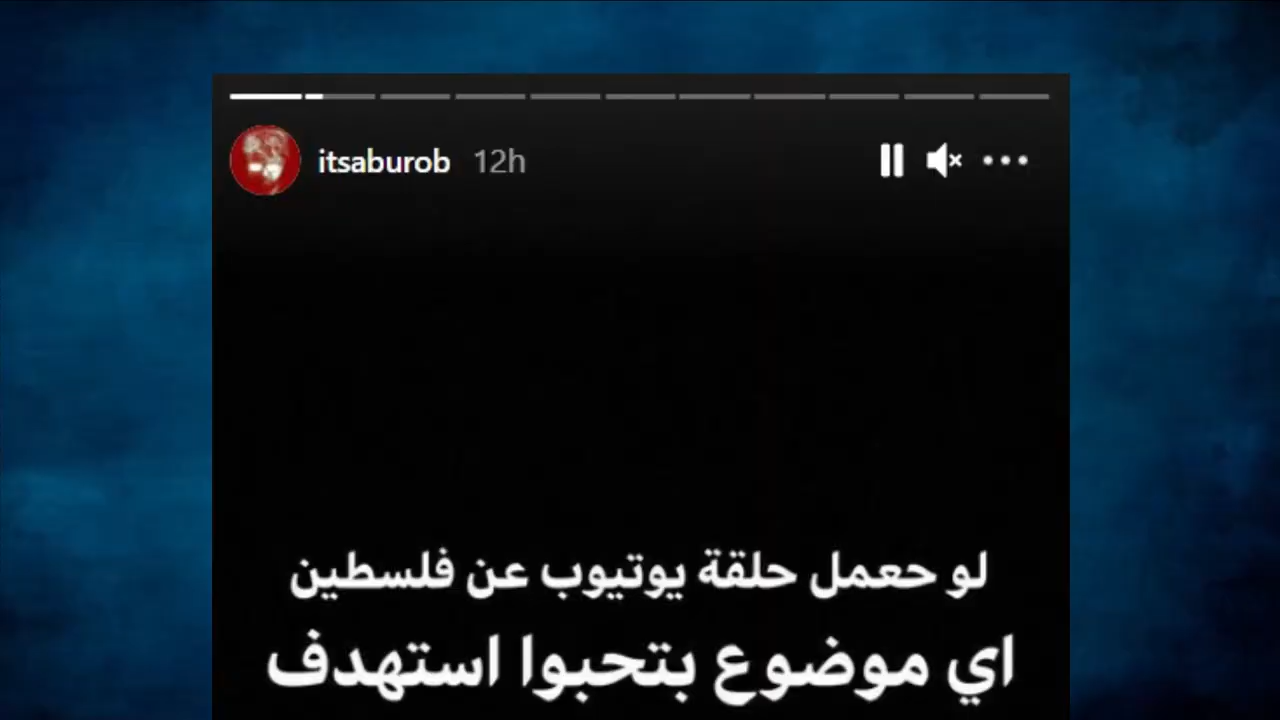 itsaburob 12h
لو حعمل حلقة يوتيوب عن فلسطين
اي موضوع بتحبوا استهدف